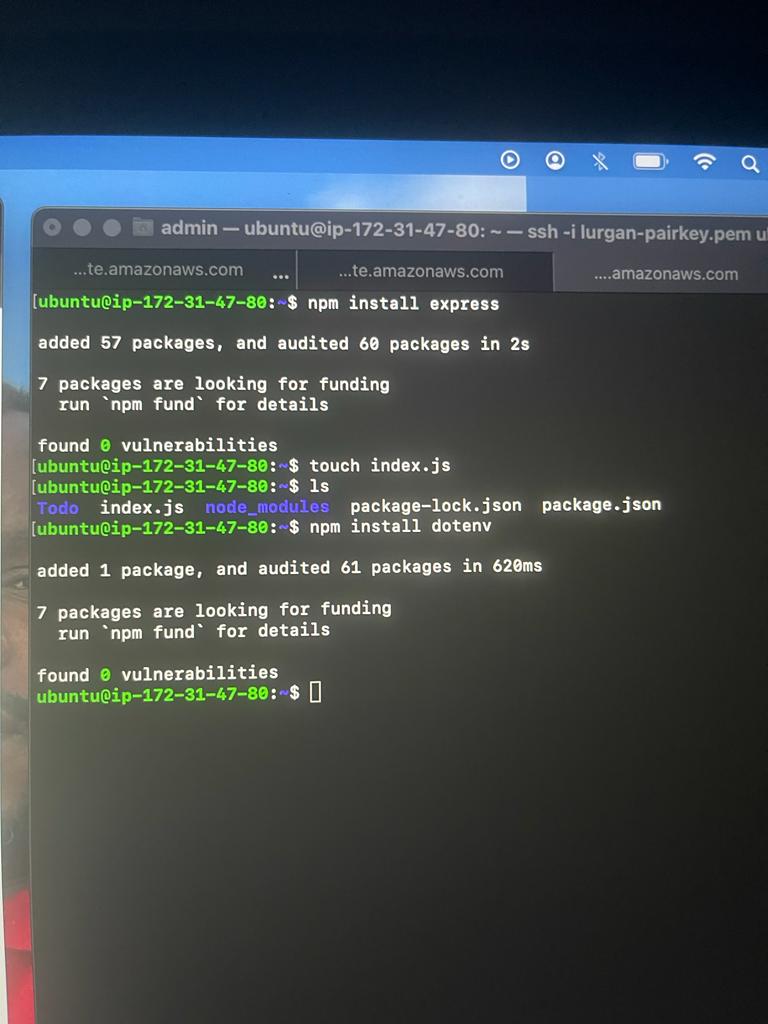 admin — ubuntu@ip-172-31-47-80: ~ — ssh -i lurgan-pairkey.pem
...te.amazonaws.com ... ...te.amazonaws.com ....amazonaws.com
[ubuntu@ip-172-31-47-80:~$ npm install express
added 57 packages, and audited 60 packages in 2s
7 packages are looking for funding
run `npm fund` for details
found 0 vulnerabilities
[ubuntu@ip-172-31-47-80:~$ touch index.js
[ubuntu@ip-172-31-47-80:~$ ls
Todo index.js node_modules package-lock.json package.json
[ubuntu@ip-172-31-47-80:~$ npm install dotenv
added 1 package, and audited 61 packages in 620ms
7 packages are looking for funding
run `npm fund` for details
found 0 vulnerabilities
ubuntu@ip-172-31-47-80:~$